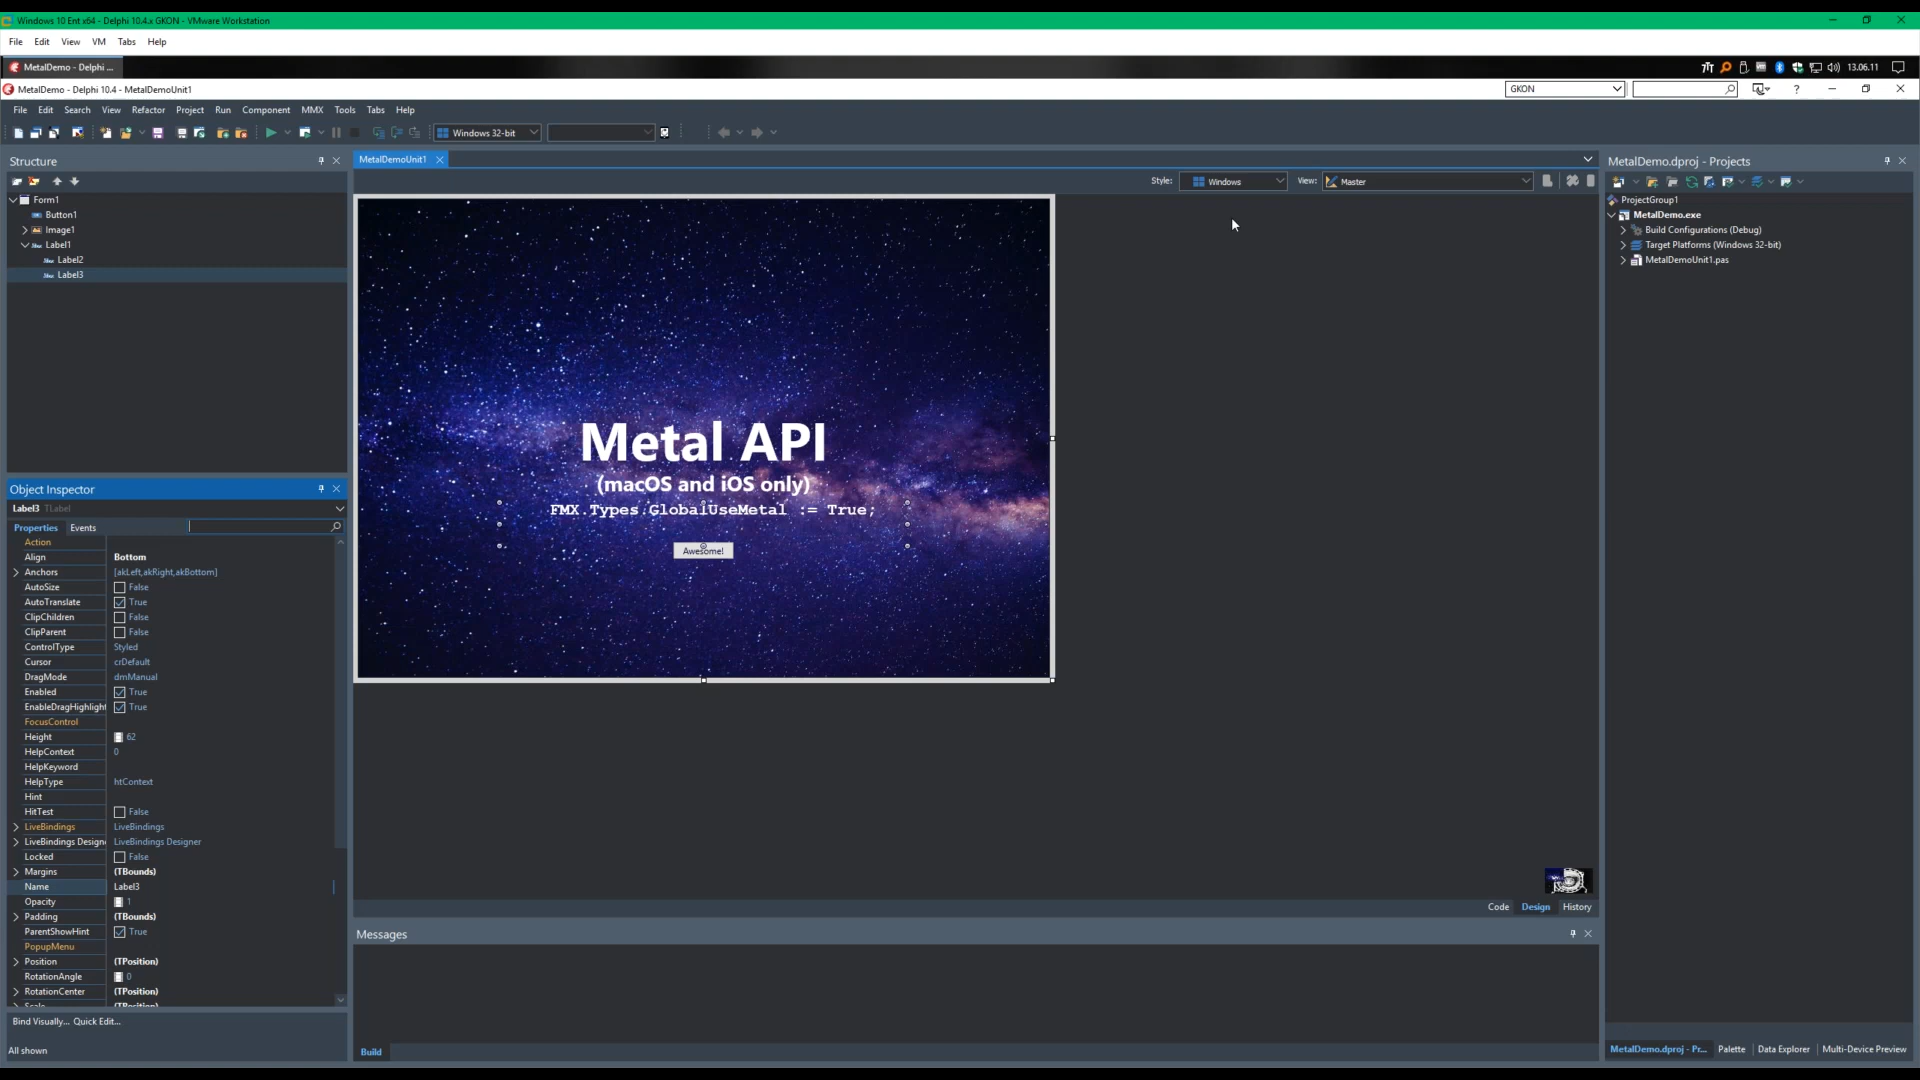 Windows 10 Ent x64 - Delphi 10.4.x GKON - VMware Workstation
File Edit View VM Tabs Help
MetalDemo - Delphi ...
13.06.11
MetalDemo - Delphi 10.4 - MetalDemoUnit1
GKON
?
File Edit Search View Refactor Project Run Component MMX Tools Tabs Help
Windows 32-bit
Structure
Form1
Button1
Image1
Label1
Label2
Label3
Object Inspector
Label3 TLabel
Properties Events
Action
Align Bottom
Anchors [akLeft,akRight,akBottom]
AutoSize False
AutoTranslate True
ClipChildren False
ClipParent False
ControlType Styled
Cursor crDefault
DragMode dmManual
Enabled True
EnableDragHighlight True
FocusControl
Height 62
HelpContext 0
HelpKeyword
HelpType htContext
Hint
HitTest False
LiveBindings LiveBindings
LiveBindings Designe LiveBindings Designer
Locked False
Margins (TBounds)
Name Label3
Opacity 1
Padding (TBounds)
ParentShowHint True
PopupMenu
Position (TPosition)
RotationAngle 0
RotationCenter (TPosition)
Scale (TPosition)
Bind Visually... Quick Edit...
All shown
MetalDemoUnit1
Style: Windows View: Master
Metal API
(macOS and iOS only)
FMX.Types.GlobalUseMetal := True;
Awesome!
Code Design History
Messages
Build
MetalDemo.dproj - Projects
ProjectGroup1
MetalDemo.exe
Build Configurations (Debug)
Target Platforms (Windows 32-bit)
MetalDemoUnit1.pas
MetalDemo.dproj - Pr... Palette Data Explorer Multi-Device Preview